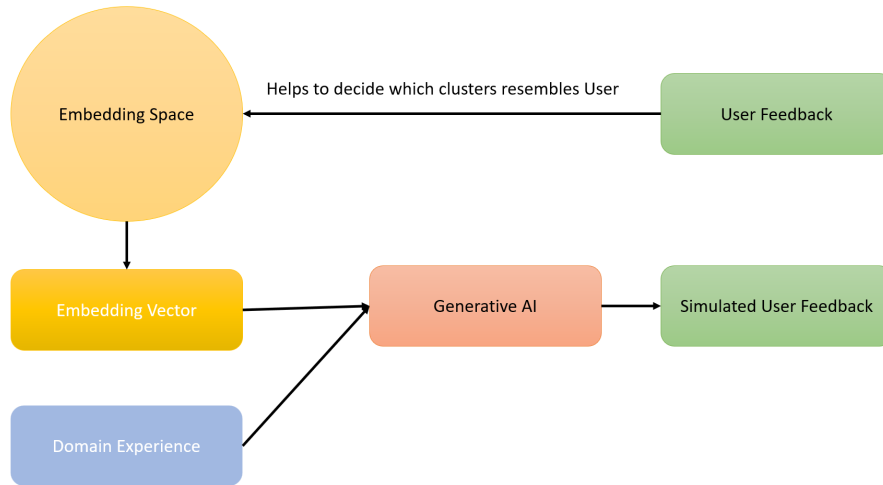 Helps to decide which clusters resembles User
Embedding Space
User Feedback
Embedding Vector
Generative AI
Simulated User Feedback
Domain Experience